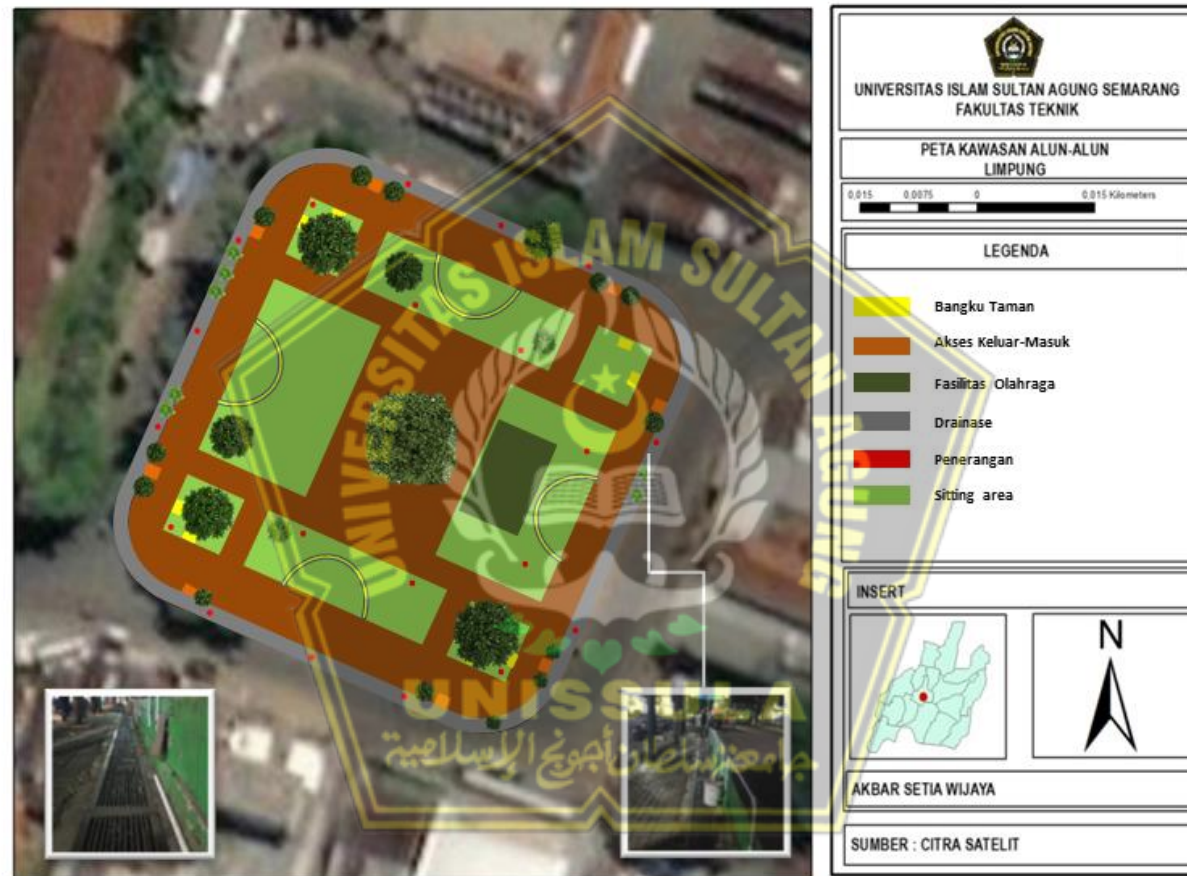 UNIVERSITAS ISLAM SULTAN AGUNG SEMARANG
FAKULTAS TEKNIK
PETA KAWASAN ALUN-ALUN
LIMPUNG
0,015 0,0075 0 0,015 Kilometers
LEGENDA
Bangku Taman
Akses Keluar-Masuk
Fasilitas Olahraga
Drainase
Penerangan
Sitting area
INSERT
N
AKBAR SETIA WIJAYA
SUMBER : CITRA SATELIT
UNIVERSITAS ISLAM SULTAN AGUNG
UNISSULA
جامعة سلطان أجونج الإسلامية